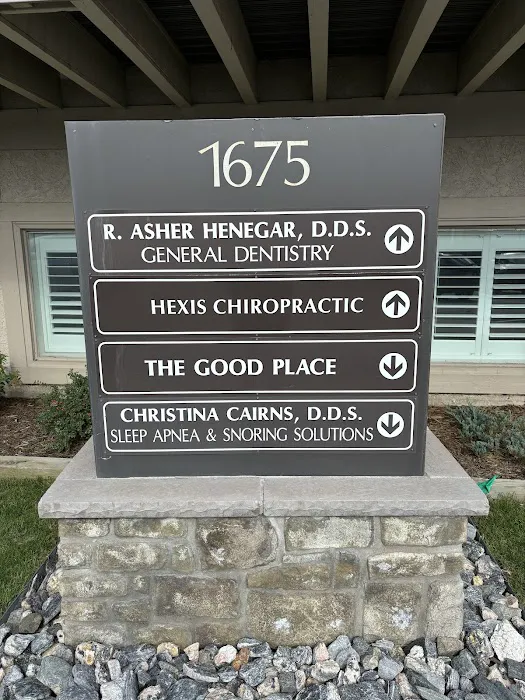 1675
R. ASHER HENEGAR, D.D.S.
GENERAL DENTISTRY
HEXIS CHIROPRACTIC
THE GOOD PLACE
CHRISTINA CAIRNS, D.D.S.
SLEEP APNEA & SNORING SOLUTIONS